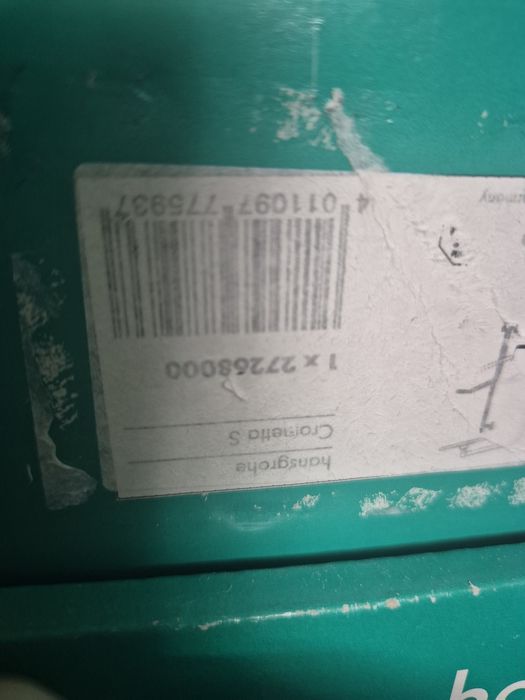 hansgrohe
Crometta S
1 x 27268000
4 011097 775937